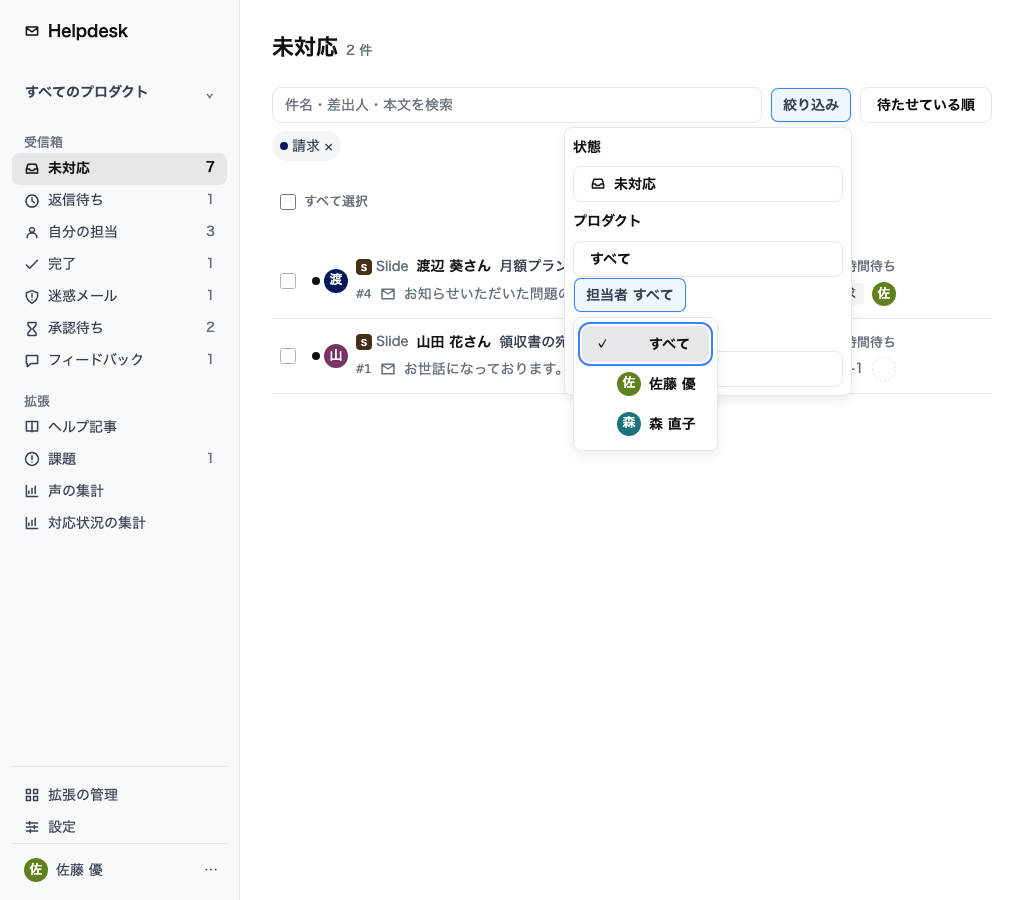 Helpdesk
すべてのプロダクト
受信箱
未対応 7
返信待ち 1
自分の担当 3
完了 1
迷惑メール 1
承認待ち 2
フィードバック 1
拡張
ヘルプ記事
課題 1
声の集計
対応状況の集計
拡張の管理
設定
佐 佐藤 優 …
未対応 2 件
件名・差出人・本文を検索
絞り込み
待たせている順
請求 ×
すべて選択
渡 S Slide 渡辺 葵さん 月額プラン
時間待ち
#4 お知らせいただいた問題の
佐
山 S Slide 山田 花さん 領収書の宛
時間待ち
#1 お世話になっております。
-1
状態
未対応
プロダクト
すべて
担当者 すべて
✓ すべて
佐 佐藤 優
森 森 直子